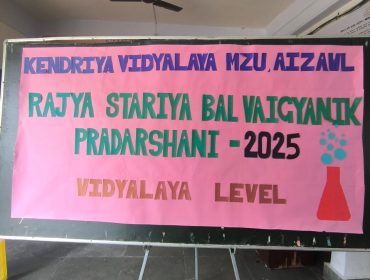 KENDRIYA VIDYALAYA MZU, AIZAWL
RAJYA STARIYA BAL VAIGYANIK
PRADARSHANI - 2025
VIDYALAYA LEVEL